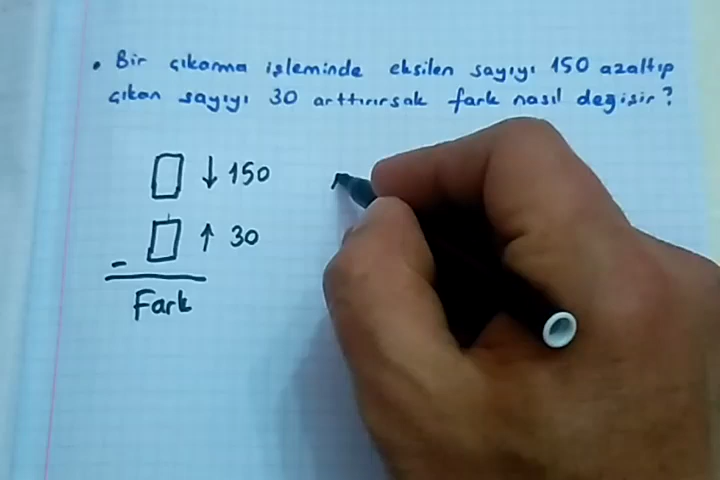 • Bir çıkarma işleminde eksilen sayıyı 150 azaltıp
çıkan sayıyı 30 arttırırsak fark nasıl değişir?
↓ 150
↑ 30
-
Fark